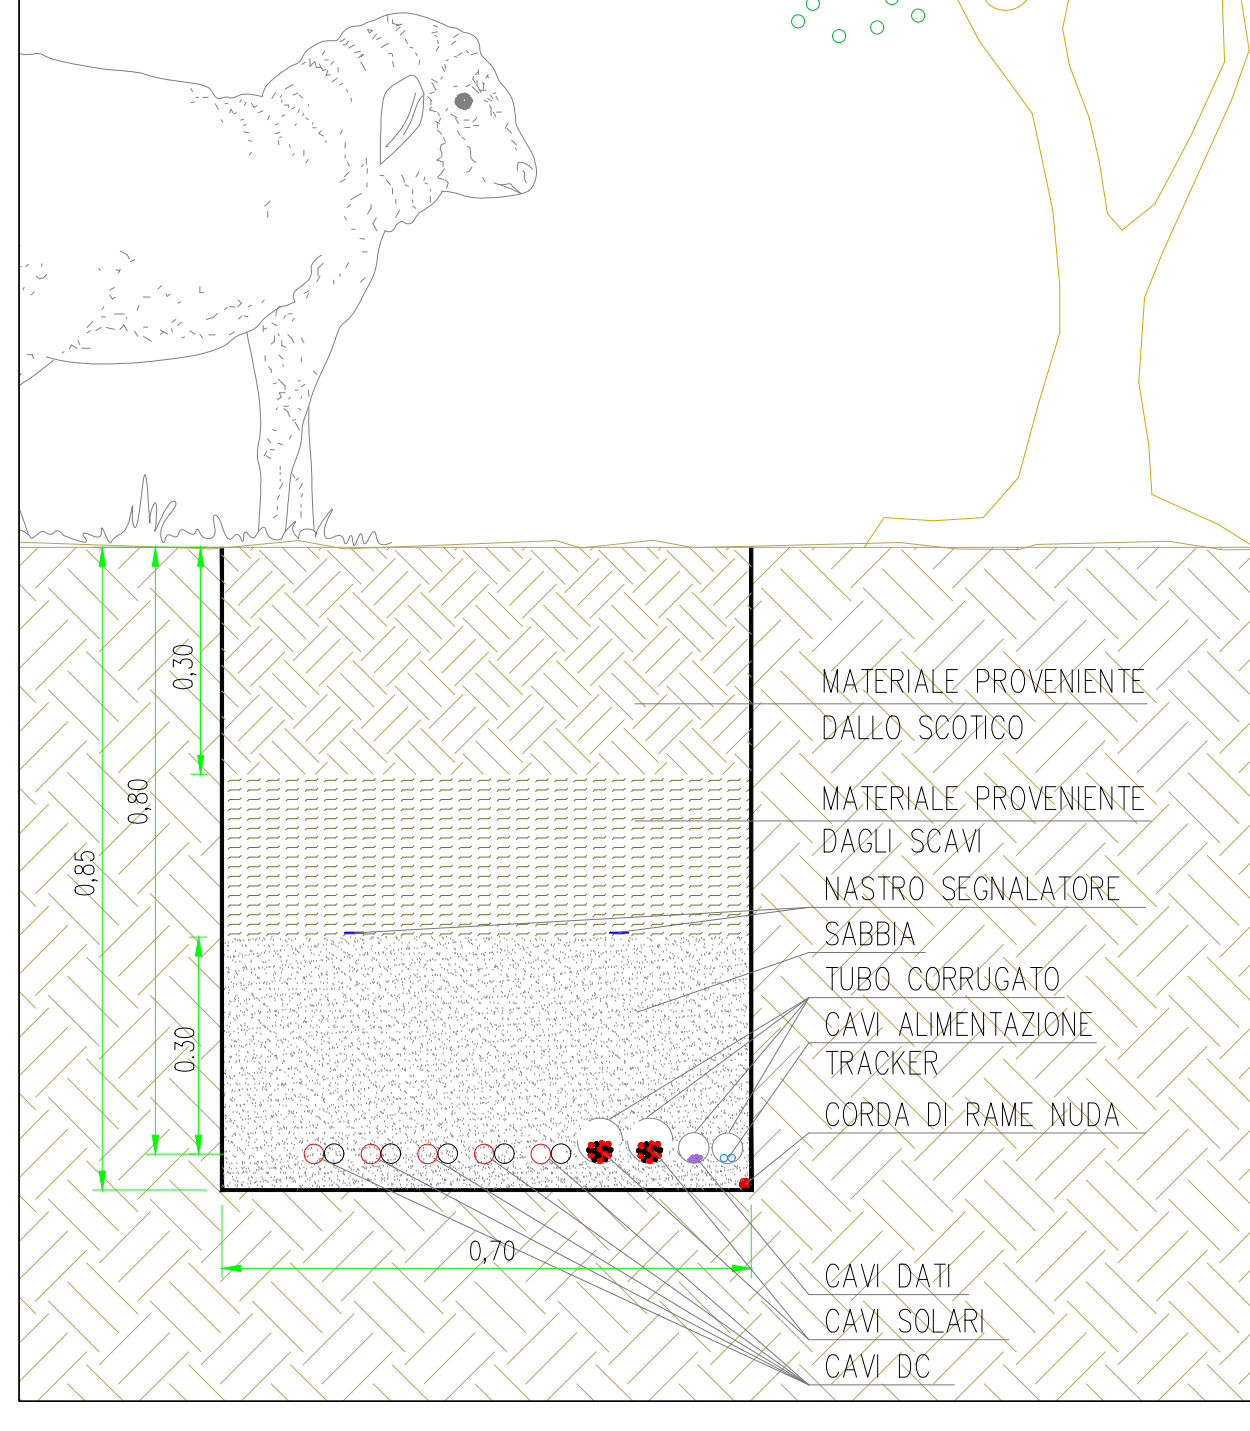 0,30
0,80
0,85
0.30
0,70
MATERIALE PROVENIENTE
DALLO SCOTICO
MATERIALE PROVENIENTE
DAGLI SCAVI
NASTRO SEGNALATORE
SABBIA
TUBO CORRUGATO
CAVI ALIMENTAZIONE
TRACKER
CORDA DI RAME NUDA
CAVI DATI
CAVI SOLARI
CAVI DC